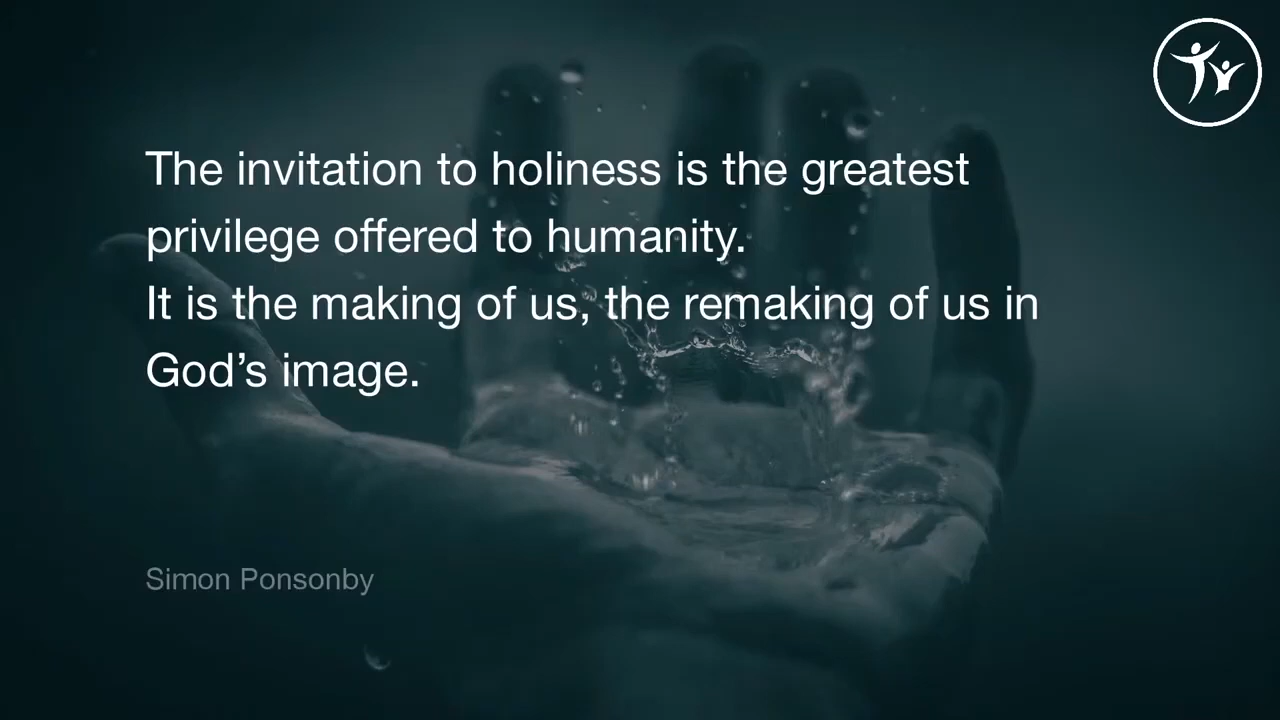 The invitation to holiness is the greatest
privilege offered to humanity.
It is the making of us, the remaking of us in
God’s image.
Simon Ponsonby